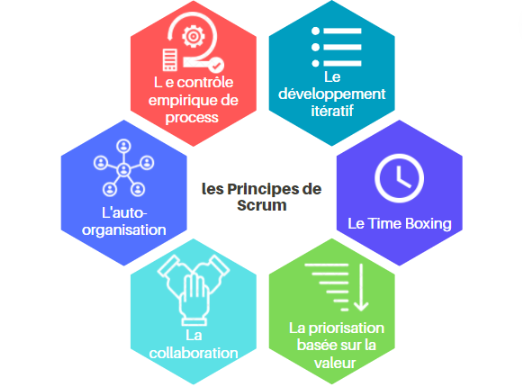 L e contrôle
empirique de
process
Le
développement
itératif
L'auto-
organisation
les Principes de
Scrum
Le Time Boxing
La
collaboration
La priorisation
basée sur la
valeur